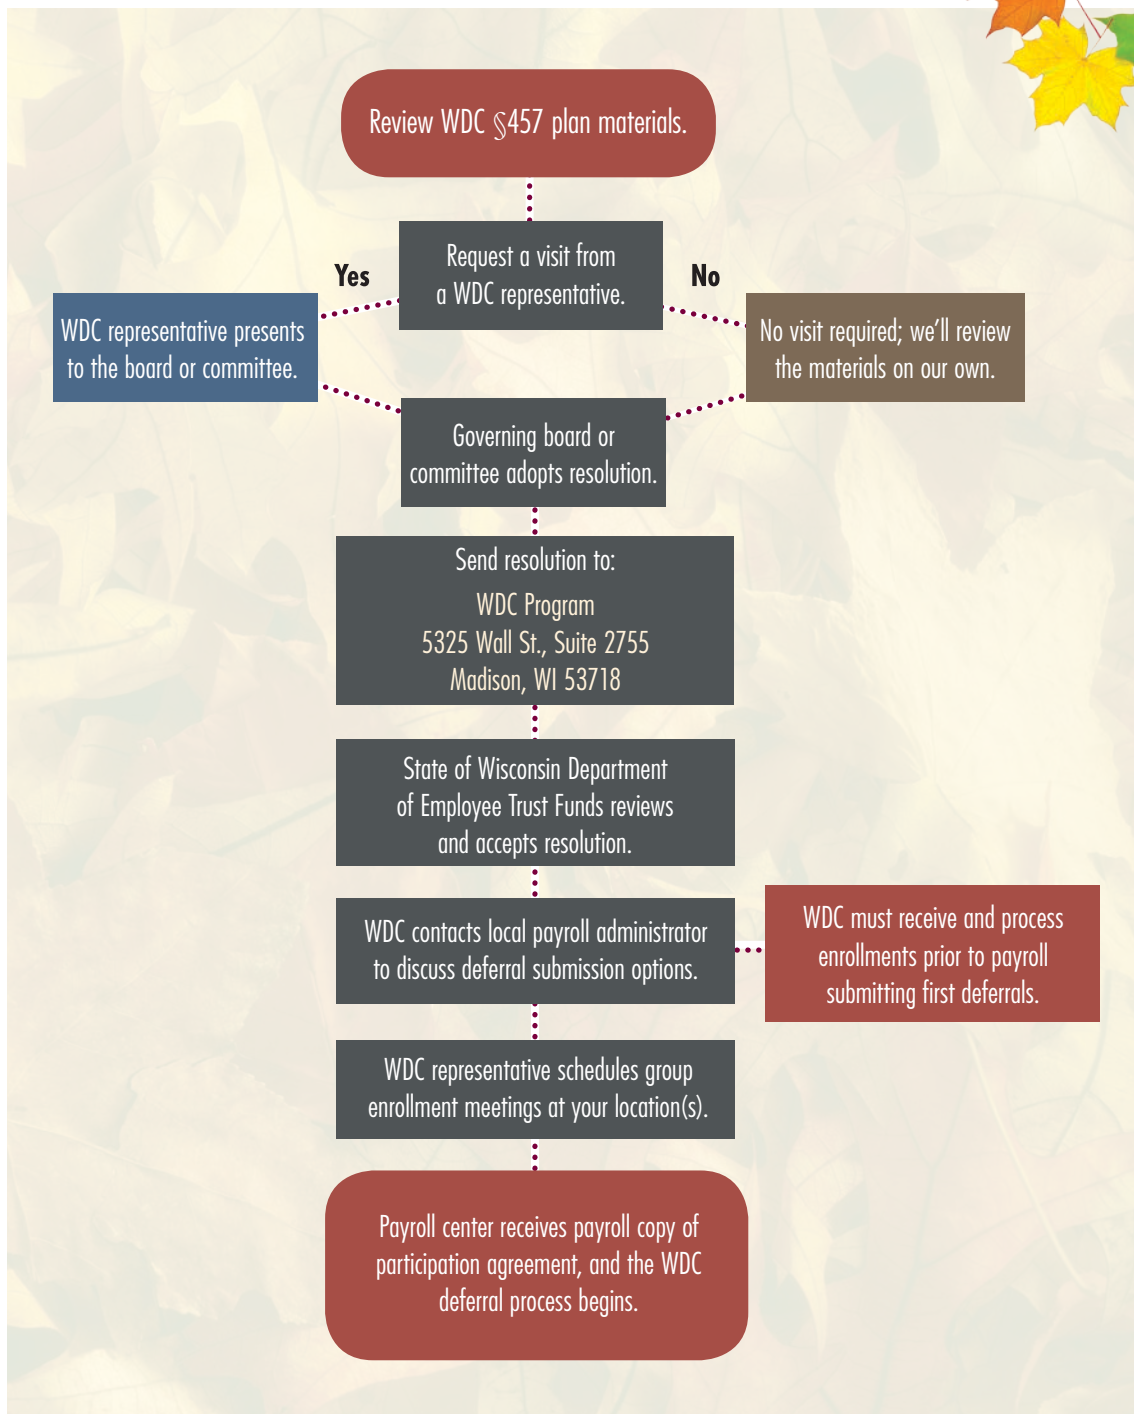 Review WDC §457 plan materials.
Request a visit from
a WDC representative.
Yes
No
WDC representative presents
to the board or committee.
No visit required; we’ll review
the materials on our own.
Governing board or
committee adopts resolution.
Send resolution to:
WDC Program
5325 Wall St., Suite 2755
Madison, WI 53718
State of Wisconsin Department
of Employee Trust Funds reviews
and accepts resolution.
WDC contacts local payroll administrator
to discuss deferral submission options.
WDC must receive and process
enrollments prior to payroll
submitting first deferrals.
WDC representative schedules group
enrollment meetings at your location(s).
Payroll center receives payroll copy of
participation agreement, and the WDC
deferral process begins.